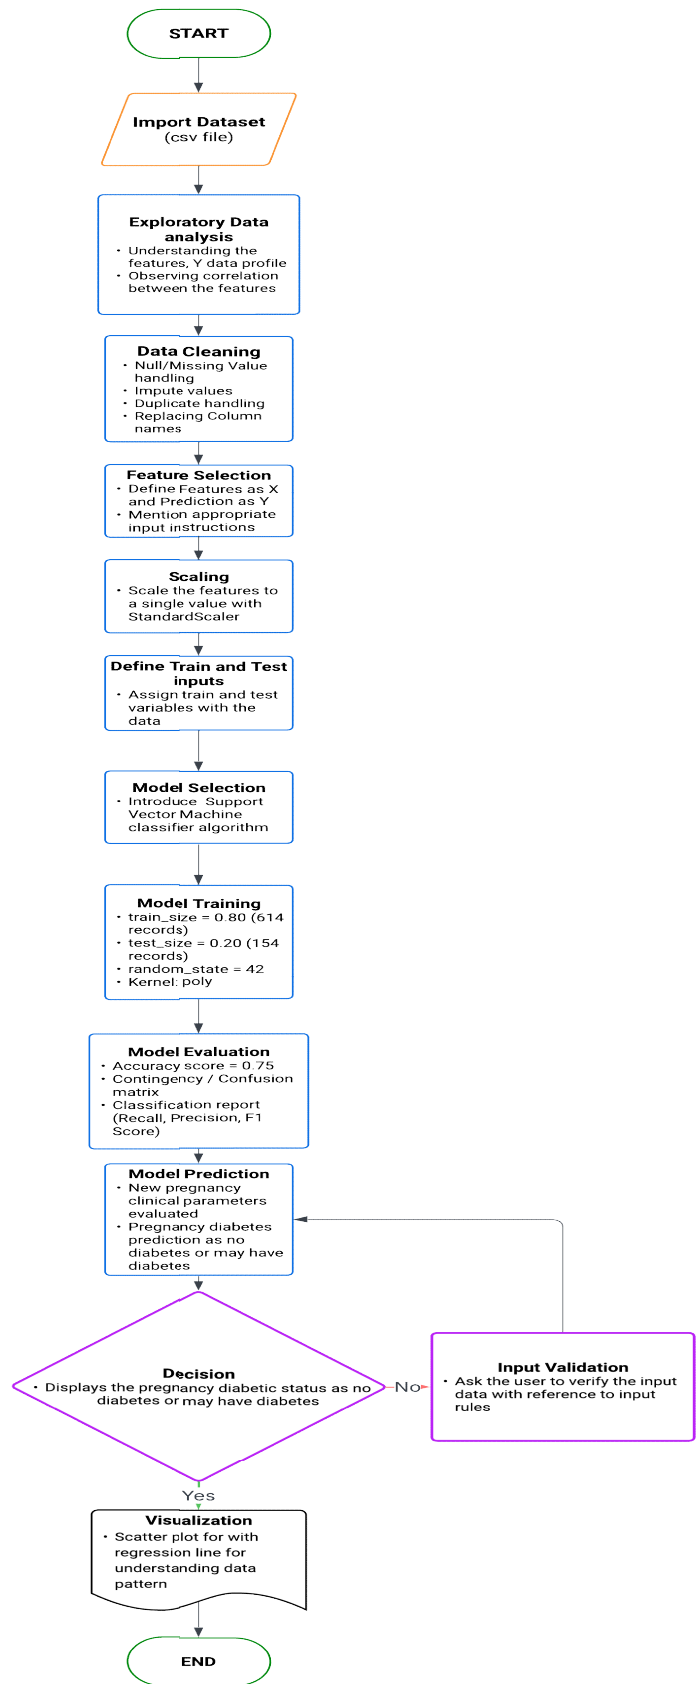 START
Import Dataset
(csv file)
Exploratory Data
analysis
• Understanding the
features, Y data profile
• Observing correlation
between the features
Data Cleaning
• Null/Missing Value
handling
• Impute values
• Duplicate handling
• Replacing Column
names
Feature Selection
• Define Features as X
and Prediction as Y
• Mention appropriate
input instructions
Scaling
• Scale the features to
a single value with
StandardScaler
Define Train and Test
inputs
• Assign train and test
variables with the
data
Model Selection
• Introduce Support
Vector Machine
classifier algorithm
Model Training
• train_size = 0.80 (614
records)
• test_size = 0.20 (154
records)
• random_state = 42
• Kernel: poly
Model Evaluation
• Accuracy score = 0.75
• Contingency / Confusion
matrix
• Classification report
(Recall, Precision, F1
Score)
Model Prediction
• New pregnancy
clinical parameters
evaluated
• Pregnancy diabetes
prediction as no
diabetes or may have
diabetes
Decision
• Displays the pregnancy diabetic status as no
diabetes or may have diabetes
No
Input Validation
• Ask the user to verify the input
data with reference to input
rules
Yes
Visualization
• Scatter plot for with
regression line for
understanding data
pattern
END